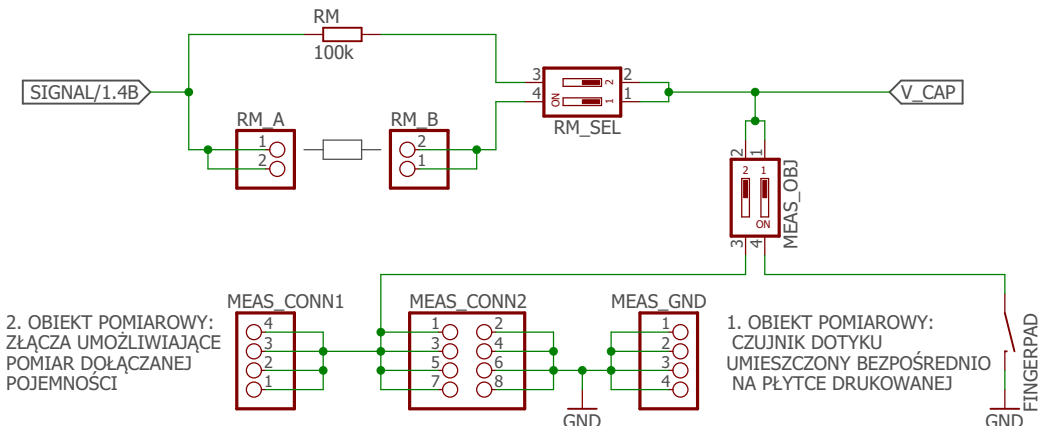 RM
100k
SIGNAL/1.4B
3
4
2
1
ON
2
1
RM_SEL
V_CAP
RM_A
1
2
RM_B
2
1
2
1
2
1
ON
3
4
MEAS_OBJ
MEAS_CONN1
4
3
2
1
MEAS_CONN2
1
3
5
7
2
4
6
8
MEAS_GND
1
2
3
4
GND
2. OBIEKT POMIAROWY:
ZŁĄCZA UMOŻLIWIAJĄCE
POMIAR DOŁĄCZANEJ
POJEMNOŚCI
1. OBIEKT POMIAROWY:
CZUJNIK DOTYKU
UMIESZCZONY BEZPOŚREDNIO
NA PŁYTCE DRUKOWANEJ
FINGERPAD
GND